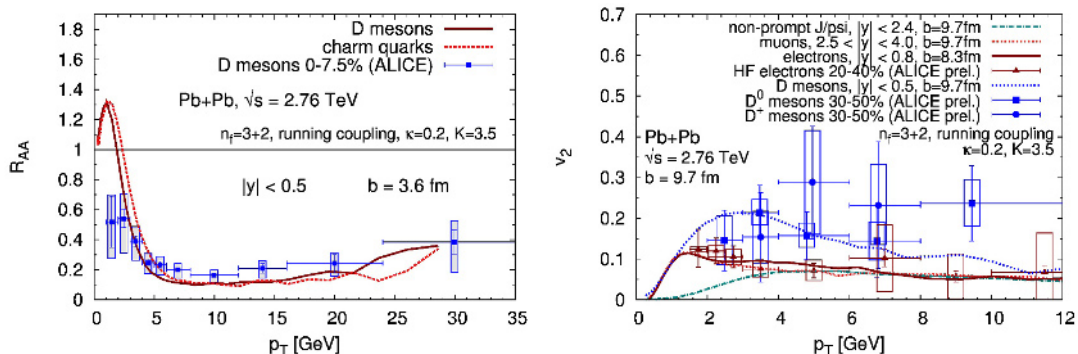 1.8
1.6
1.4
1.2
1
0.8
0.6
0.4
0.2
0
R_AA
D mesons
charm quarks
D mesons 0-7.5% (ALICE)
Pb+Pb, √s = 2.76 TeV
n_f=3+2, running coupling, κ=0.2, K=3.5
|y| < 0.5
b = 3.6 fm
0 5 10 15 20 25 30 35
p_T [GeV]
0.5
0.4
0.3
0.2
0.1
0
v_2
non-prompt J/psi, |y| < 2.4, b=9.7fm
muons, 2.5 < y < 4.0, b=9.7fm
electrons, |y| < 0.8, b=8.3fm
HF electrons 20-40% (ALICE prel.)
D mesons, |y| < 0.5, b=9.7fm
D^0 mesons 30-50% (ALICE prel.)
D^+ mesons 30-50% (ALICE prel.)
n_f=3+2, running coupling
κ=0.2, K=3.5
Pb+Pb
√s = 2.76 TeV
b = 9.7 fm
0 2 4 6 8 10 12
p_T [GeV]